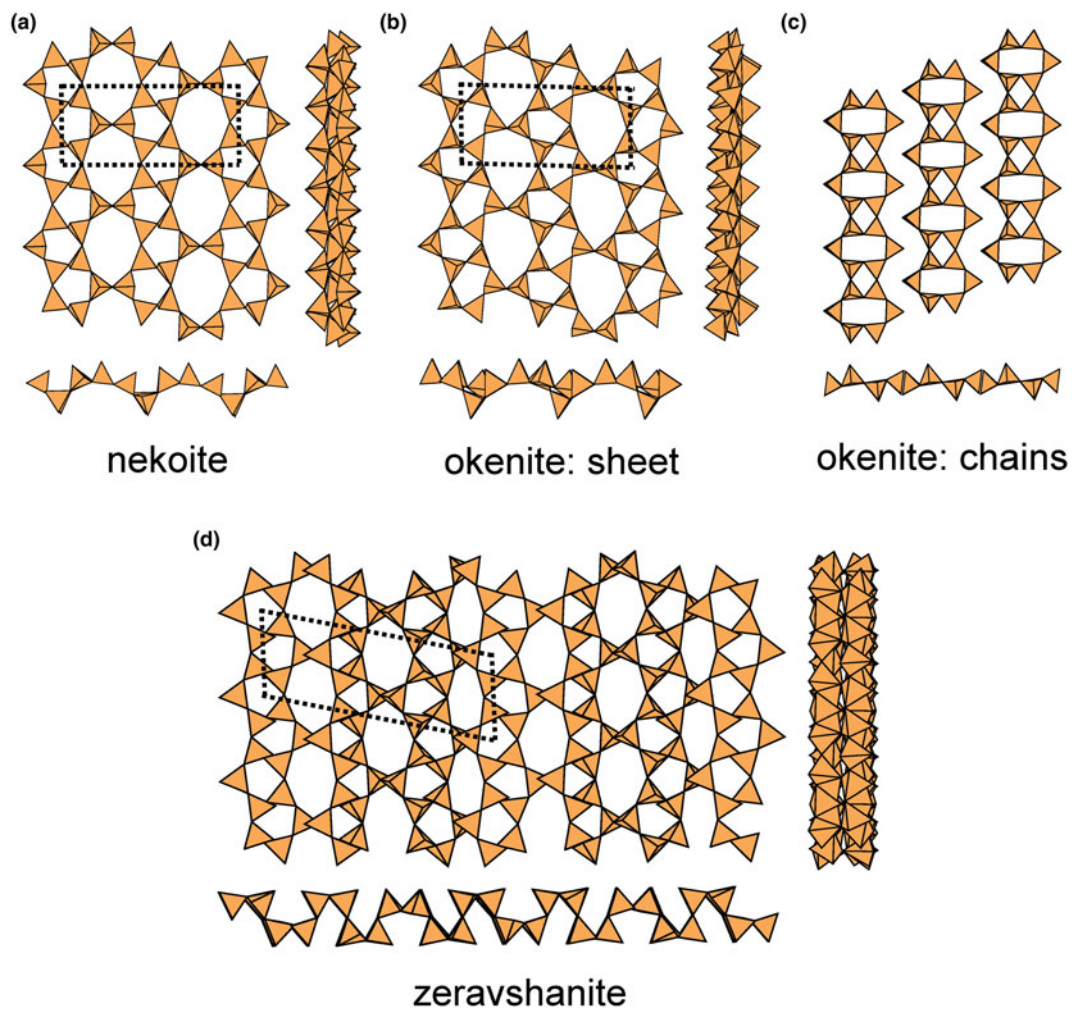 (a)
(b)
(c)
nekoite
okenite: sheet
okenite: chains
(d)
zeravshanite